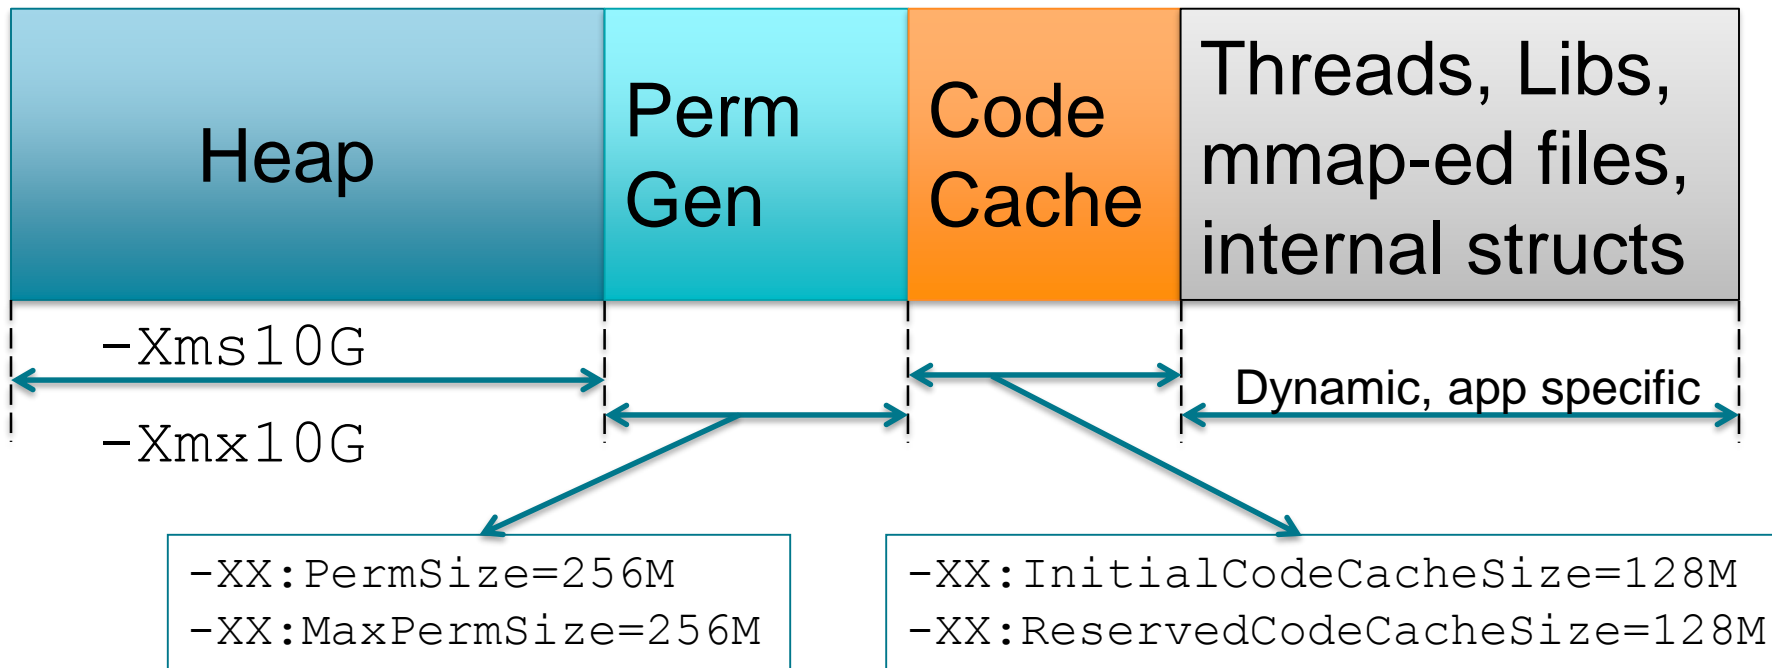 Heap
Perm
Gen
Code
Cache
Threads, Libs,
mmap-ed files,
internal structs
-Xms10G
-Xmx10G
Dynamic, app specific
-XX:PermSize=256M
-XX:MaxPermSize=256M
-XX:InitialCodeCacheSize=128M
-XX:ReservedCodeCacheSize=128M